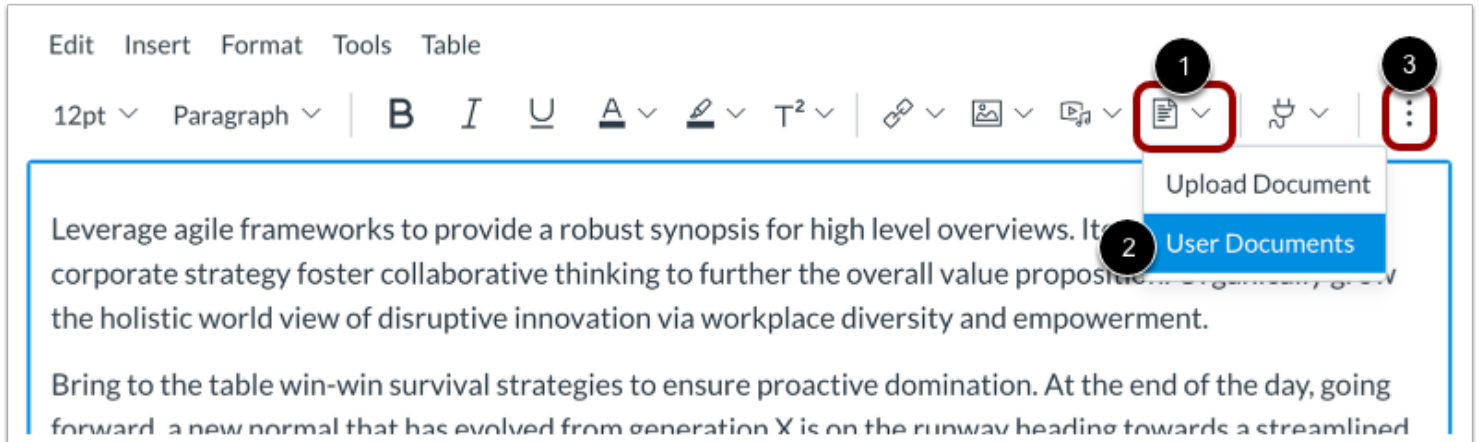 Edit Insert Format Tools Table
1 3
12pt Paragraph B I U A T²
Upload Document
Leverage agile frameworks to provide a robust synopsis for high level overviews.
2 User Documents
corporate strategy foster collaborative thinking to further the overall value
the holistic world view of disruptive innovation via workplace diversity and empowerment.
Bring to the table win-win survival strategies to ensure proactive domination. At the end of the day, going
forward, a new normal that has evolved from generation X is on the runway heading towards a streamlined